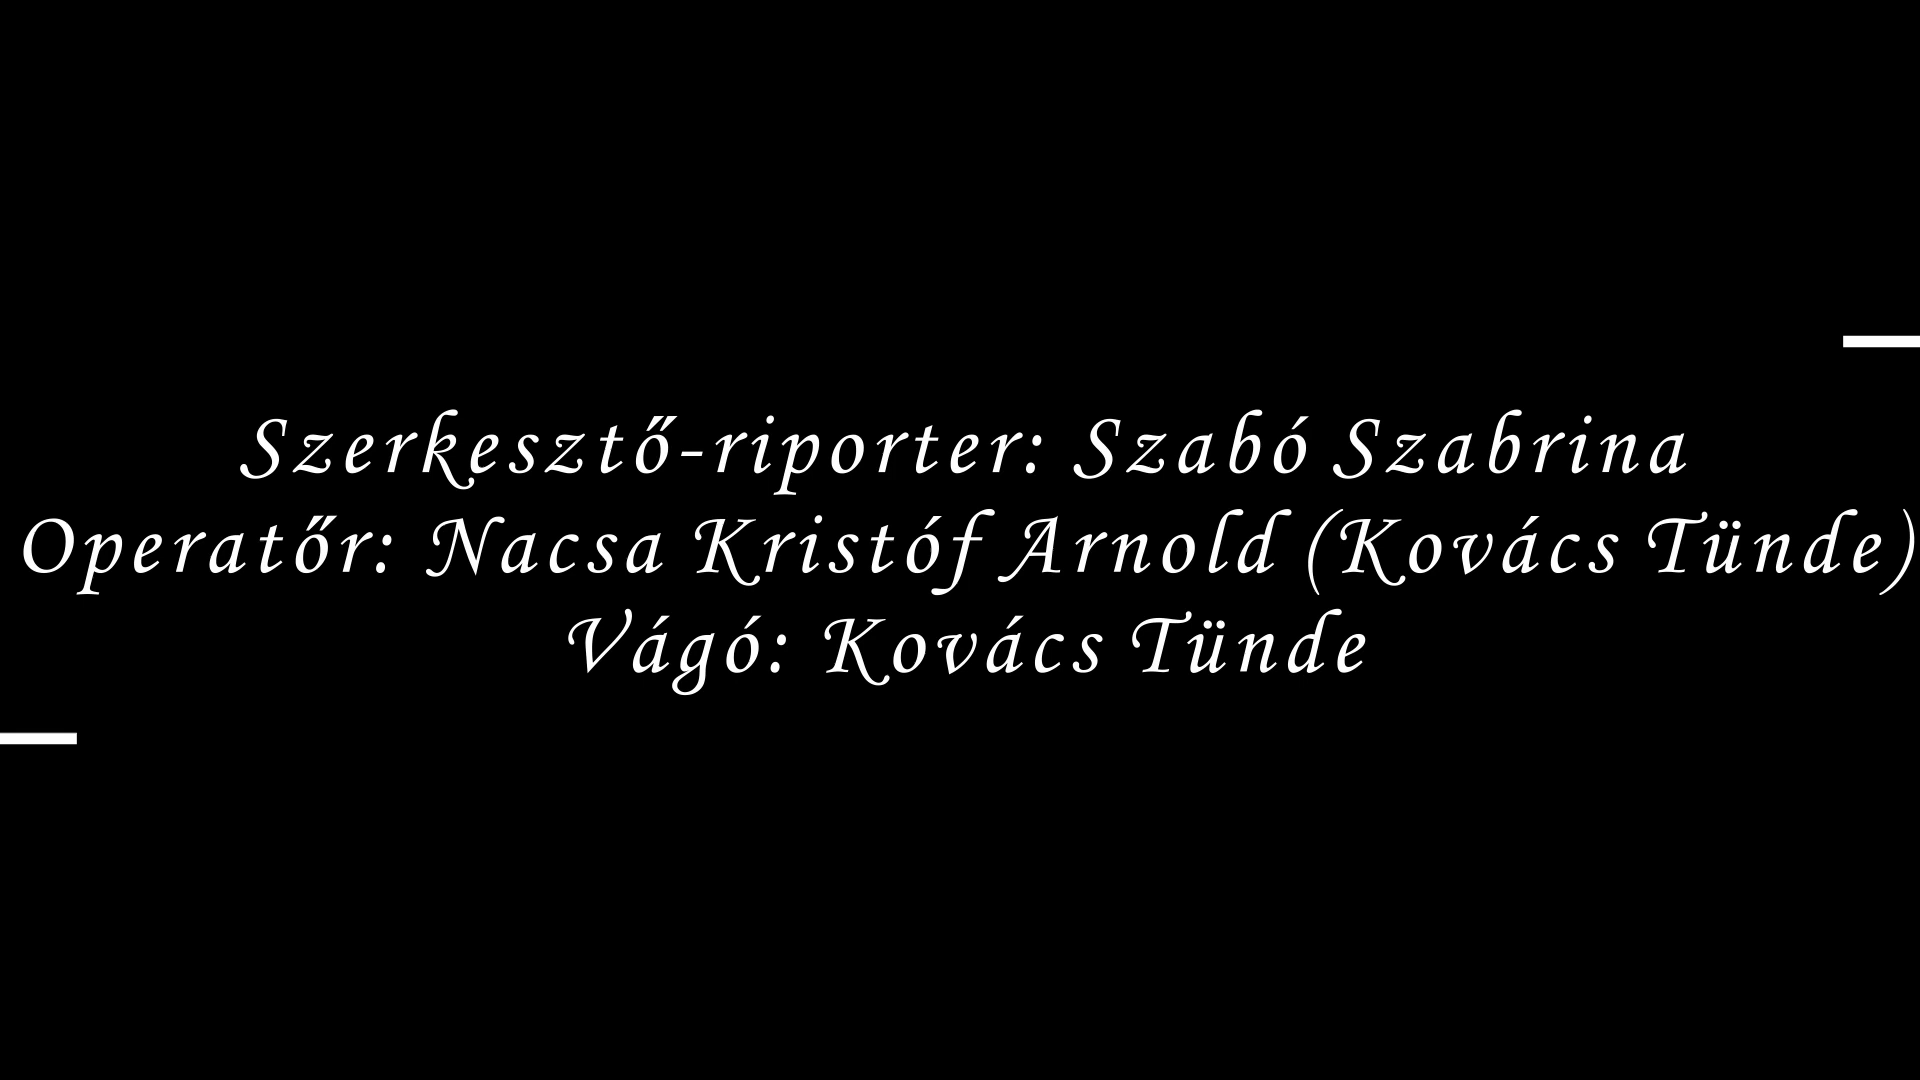 Szerkesztő-riporter: Szabó Szabrina
Operatőr: Nacsa Kristóf Arnold (Kovács Tünde)
Vágó: Kovács Tünde